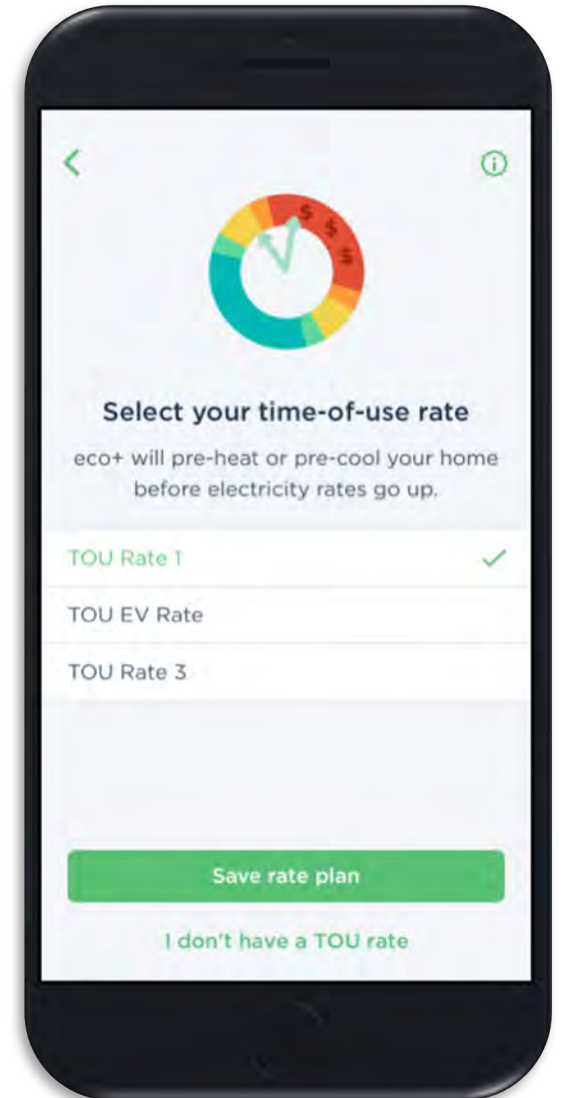 $ $ $
Select your time-of-use rate
eco+ will pre-heat or pre-cool your home
before electricity rates go up.
TOU Rate 1
TOU EV Rate
TOU Rate 3
Save rate plan
I don't have a TOU rate